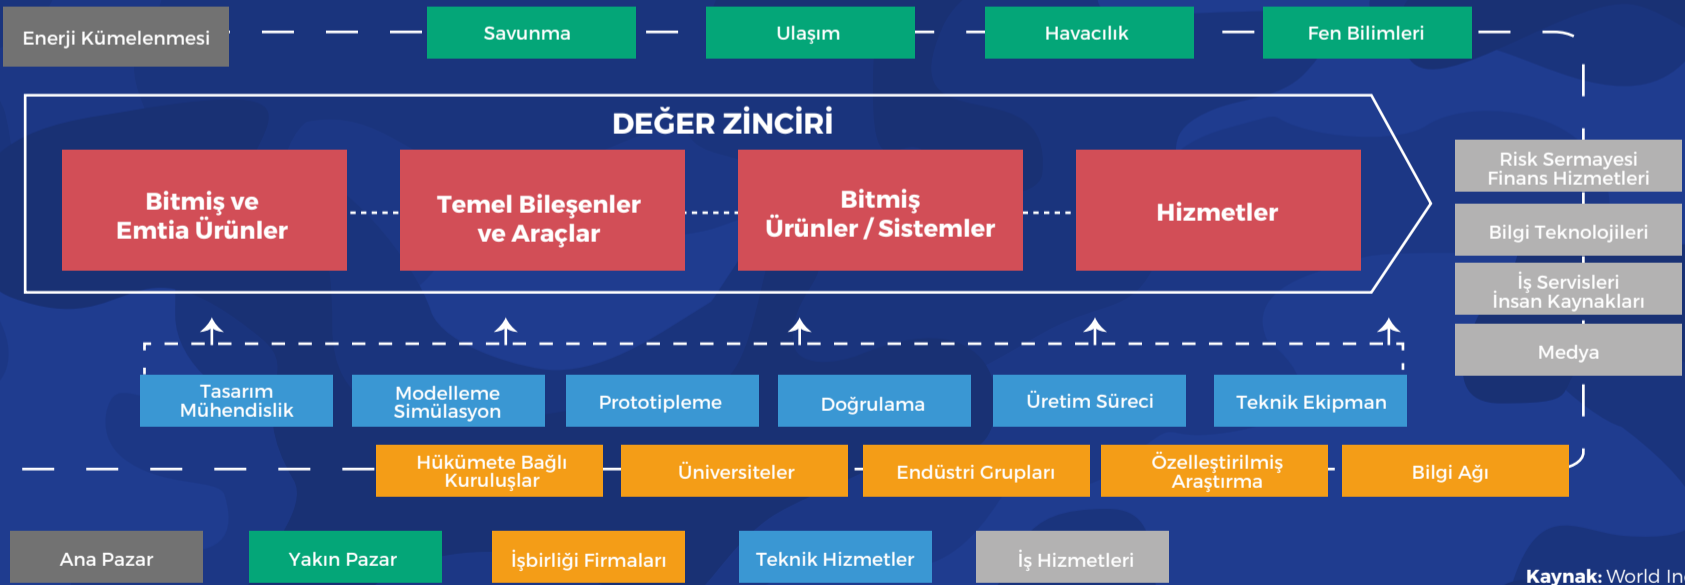 Enerji Kümelenmesi
Savunma
Ulaşım
Havacılık
Fen Bilimleri
DEĞER ZİNCİRİ
Bitmiş ve
Emtia Ürünler
Temel Bileşenler
ve Araçlar
Bitmiş
Ürünler / Sistemler
Hizmetler
Risk Sermayesi
Finans Hizmetleri
Bilgi Teknolojileri
İş Servisleri
İnsan Kaynakları
Medya
Tasarım
Mühendislik
Modelleme
Simülasyon
Prototipleme
Doğrulama
Üretim Süreci
Teknik Ekipman
Hükümete Bağlı
Kuruluşlar
Üniversiteler
Endüstri Grupları
Özelleştirilmiş
Araştırma
Bilgi Ağı
Ana Pazar
Yakın Pazar
İşbirliği Firmaları
Teknik Hizmetler
İş Hizmetleri
Kaynak: World